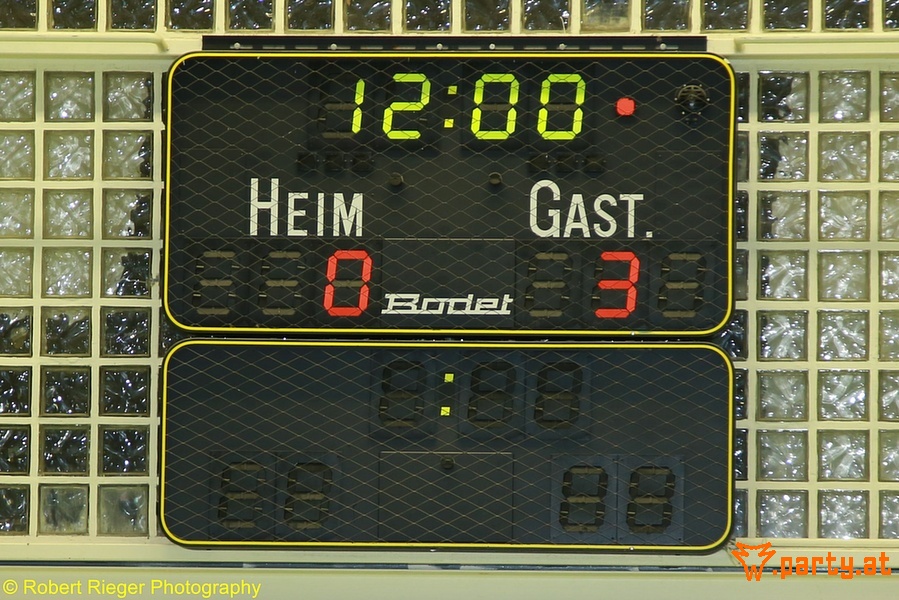 12:00
HEIM GAST.
0 Bodet 3
:
w.party.at
© Robert Rieger Photography